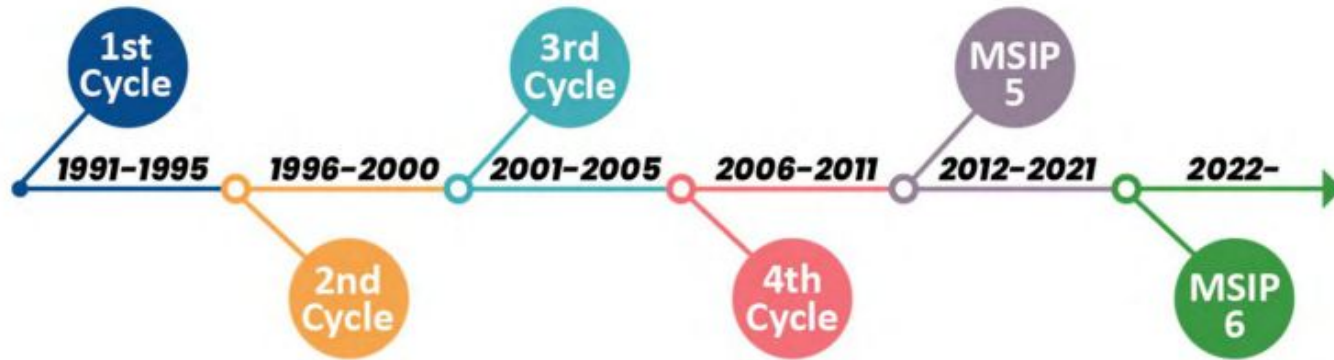 1st
Cycle
3rd
Cycle
MSIP
5
1991-1995
1996-2000
2001-2005
2006-2011
2012-2021
2022-
2nd
Cycle
4th
Cycle
MSIP
6